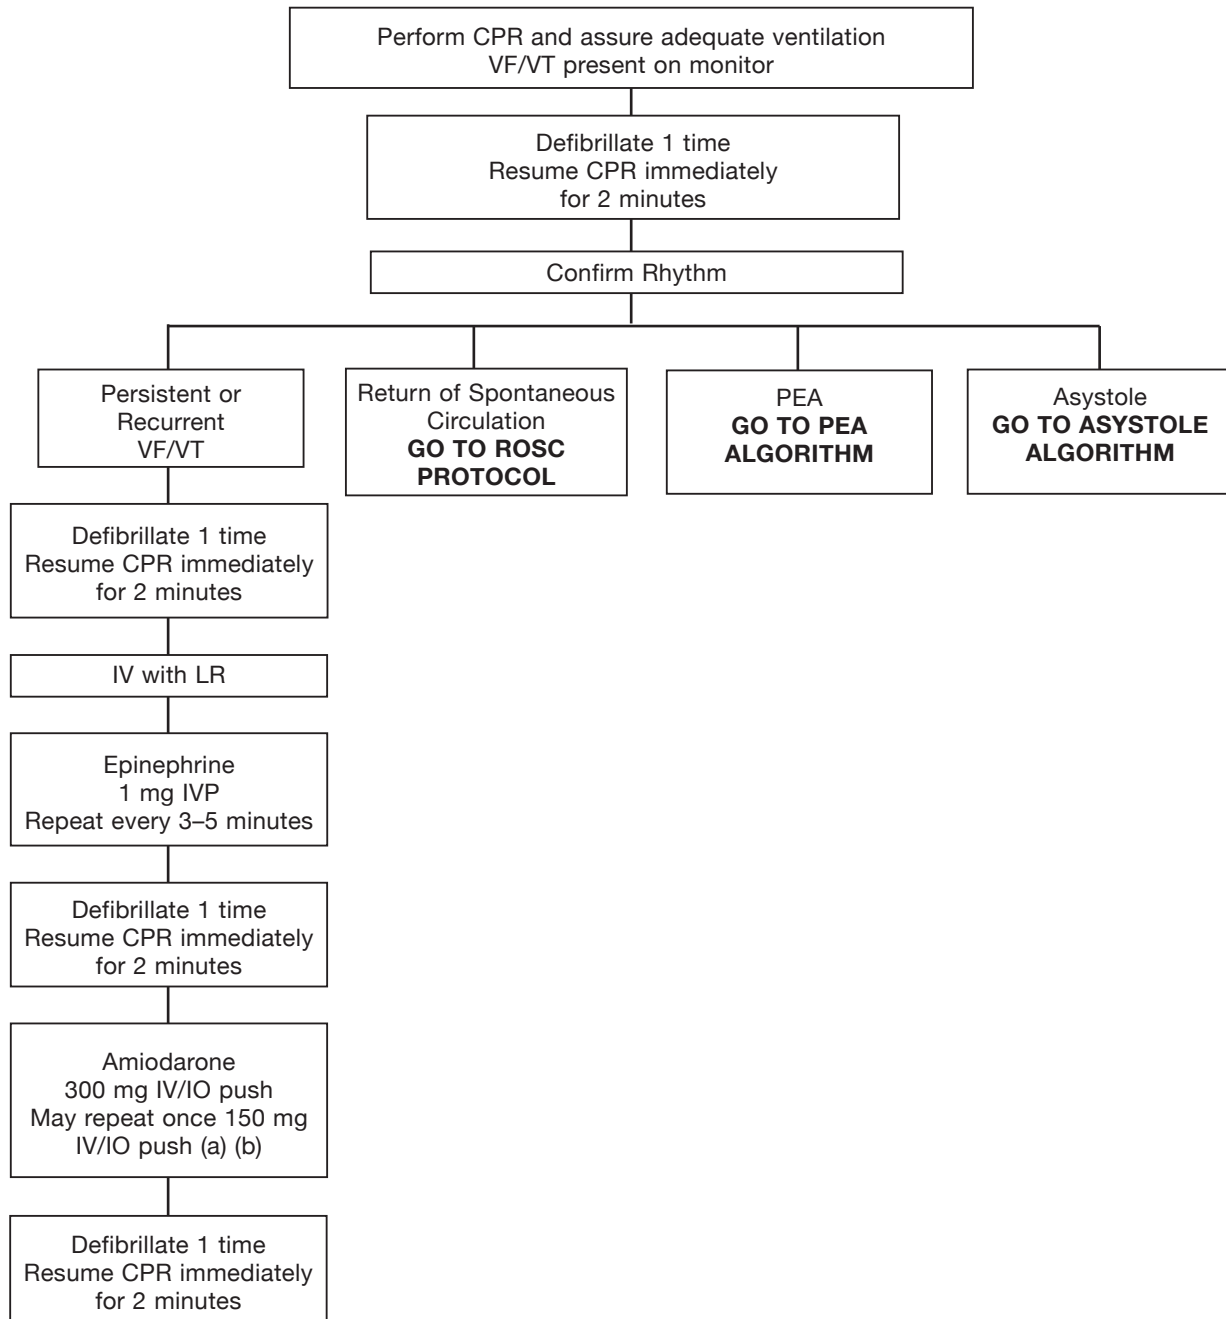 Perform CPR and assure adequate ventilation
VF/VT present on monitor
Defibrillate 1 time
Resume CPR immediately
for 2 minutes
Confirm Rhythm
Persistent or
Recurrent
VF/VT
Return of Spontaneous
Circulation
GO TO ROSC
PROTOCOL
PEA
GO TO PEA
ALGORITHM
Asystole
GO TO ASYSTOLE
ALGORITHM
Defibrillate 1 time
Resume CPR immediately
for 2 minutes
IV with LR
Epinephrine
1 mg IVP
Repeat every 3–5 minutes
Defibrillate 1 time
Resume CPR immediately
for 2 minutes
Amiodarone
300 mg IV/IO push
May repeat once 150 mg
IV/IO push (a) (b)
Defibrillate 1 time
Resume CPR immediately
for 2 minutes